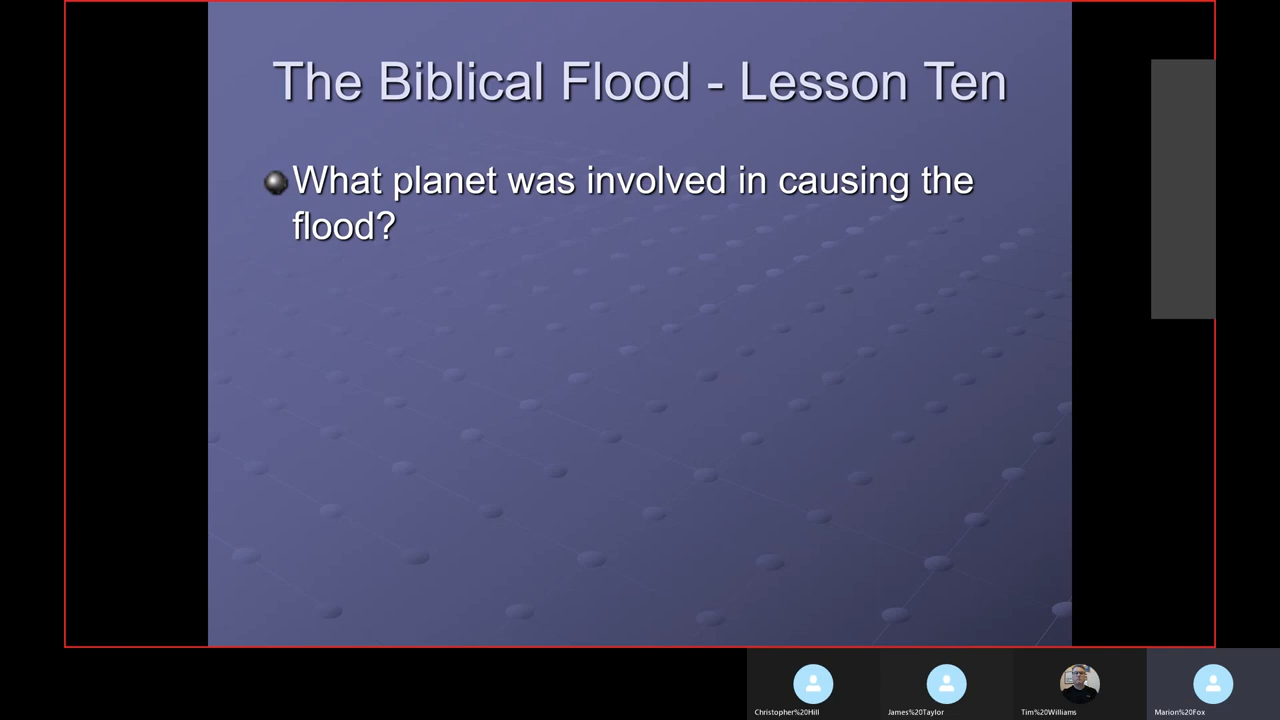 The Biblical Flood - Lesson Ten
What planet was involved in causing the
flood?
Christopher%20Hill
James%20Taylor
Tim%20Williams
Marion%20Fox